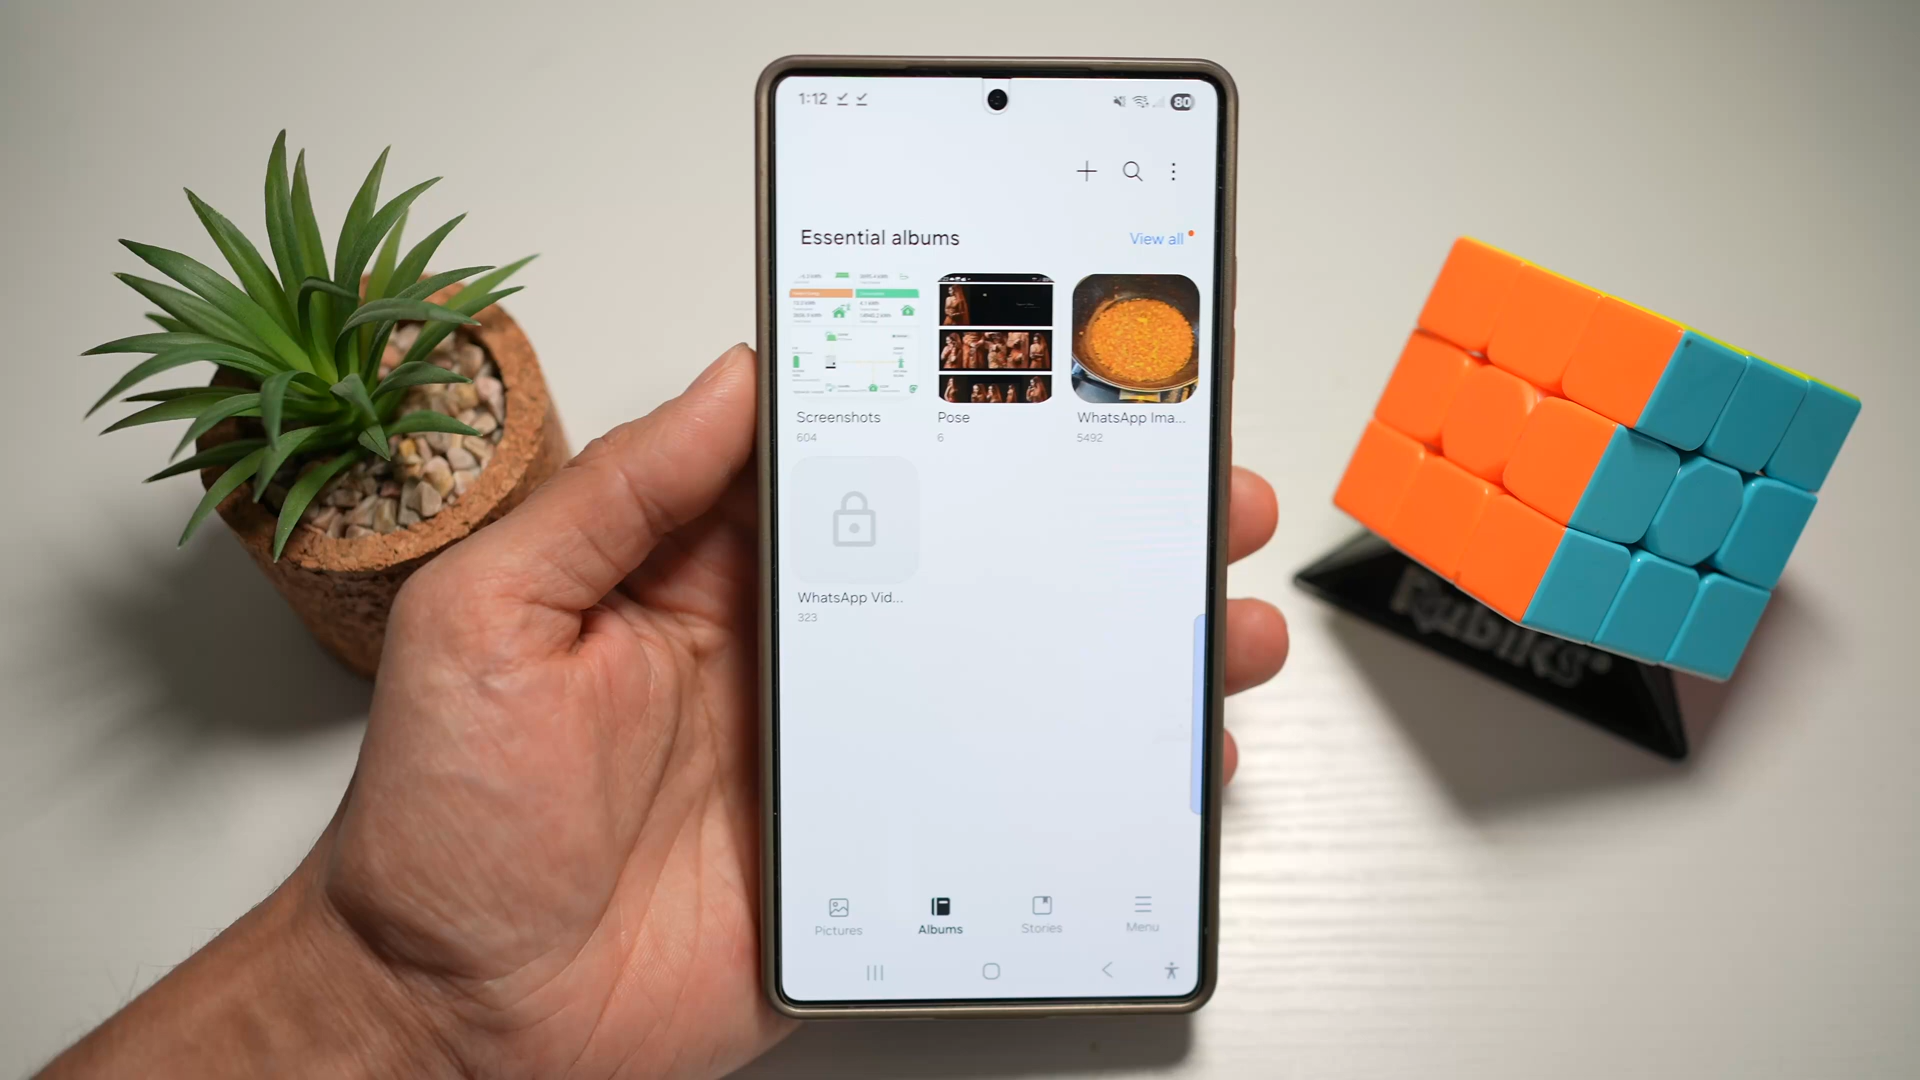 1:12
80
Essential albums
View all
Screenshots
604
Pose
6
WhatsApp Ima...
5492
WhatsApp Vid...
323
Pictures
Albums
Stories
Menu
Rubik's